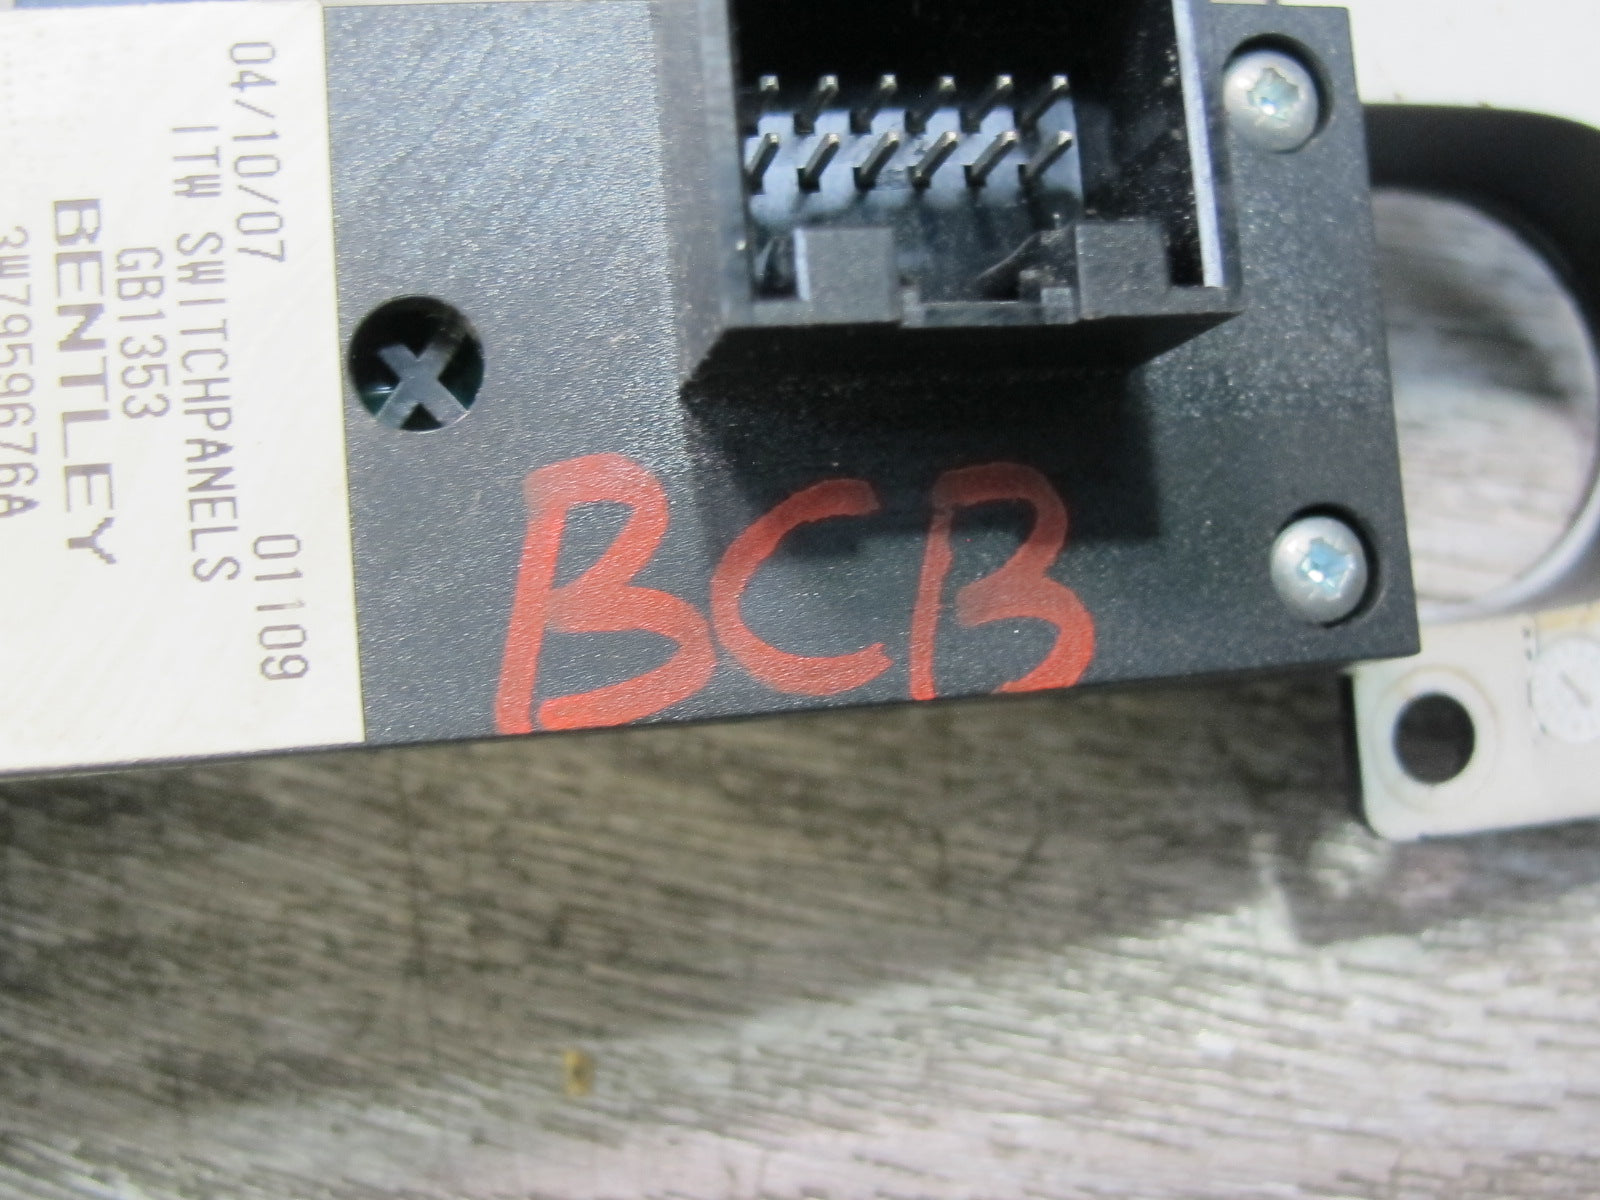 04/10/07 01109
ITW SWITCHPANELS
GB1353
BENTLEY
3W7959676A
BCB